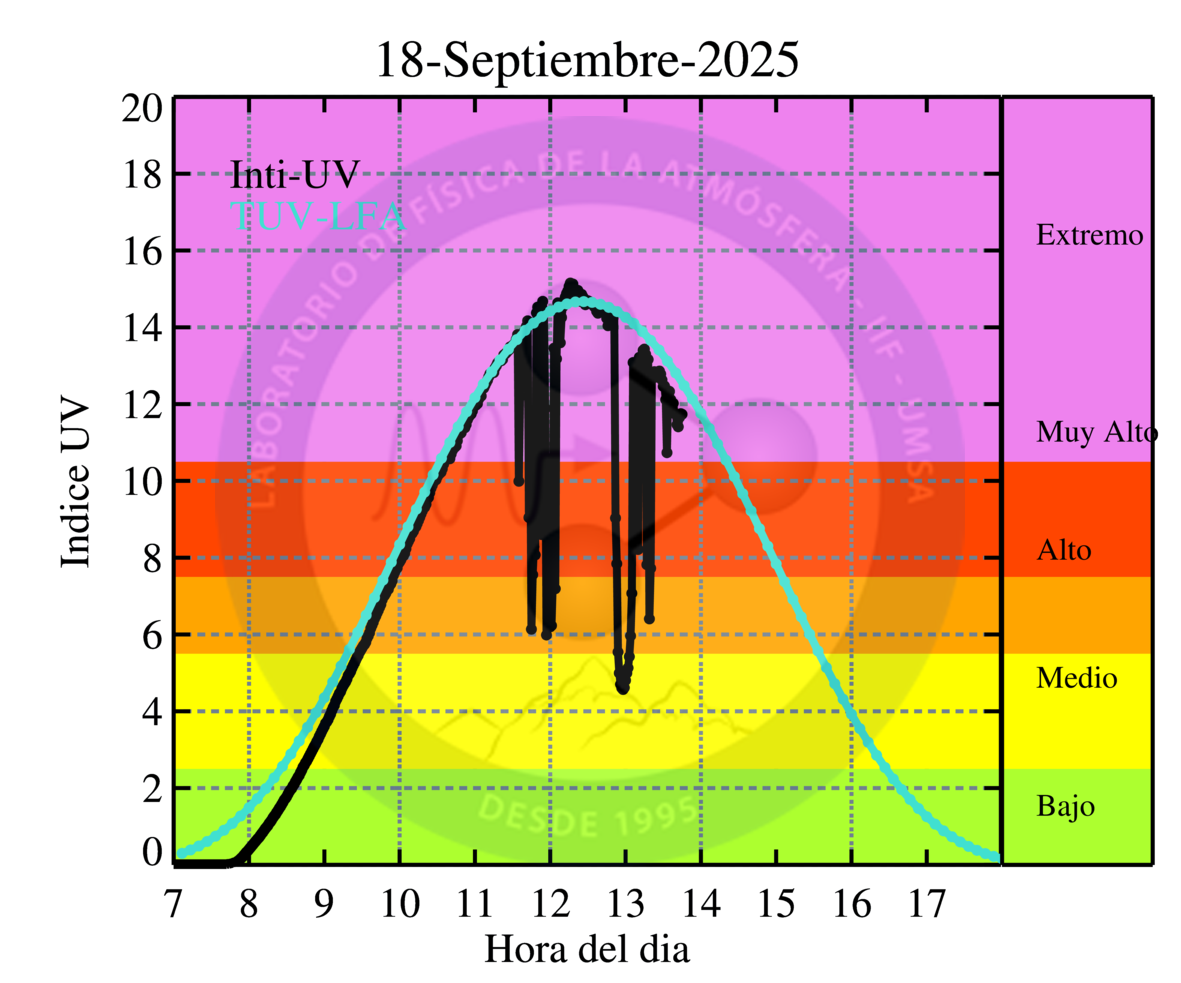 18-Septiembre-2025
20
18
16
14
12
10
8
6
4
2
0
Indice UV
Inti-UV
TUV-LFA
LABORATORIO DE FÍSICA DE LA ATMÓSFERA - IIF - UMSA
DESDE 1995
Extremo
Muy Alto
Alto
Medio
Bajo
7 8 9 10 11 12 13 14 15 16 17
Hora del dia